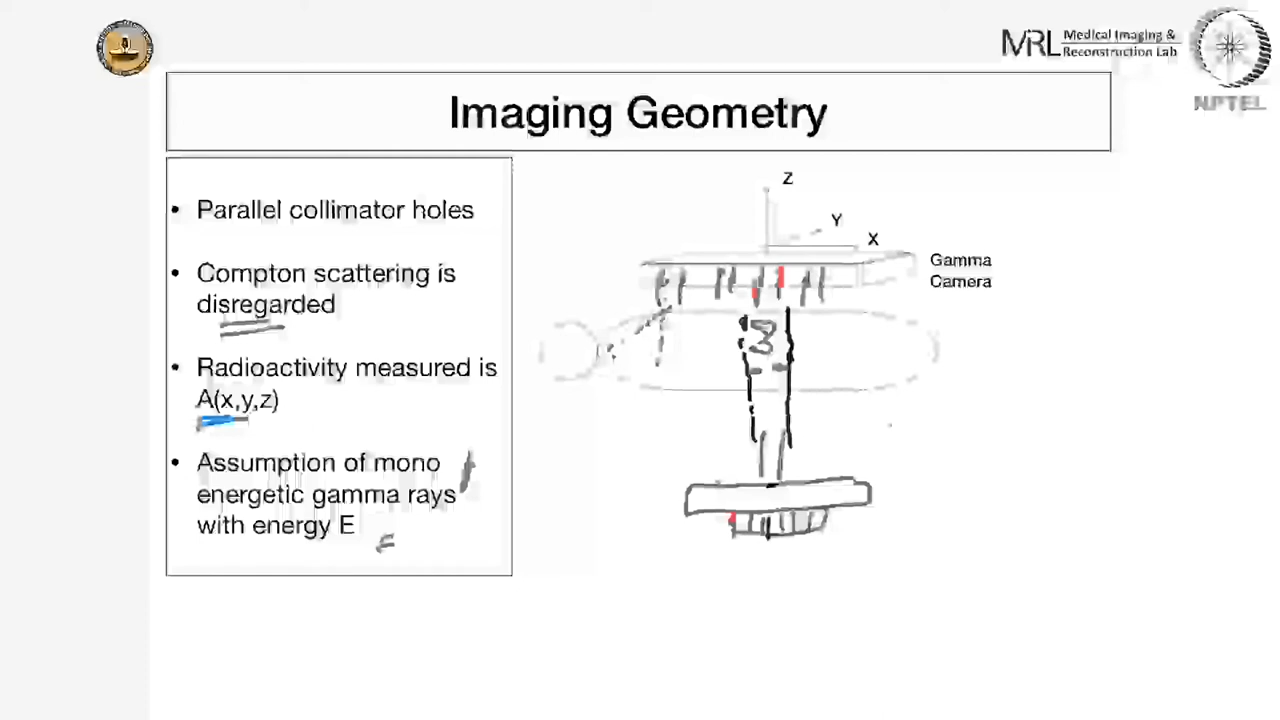 MRL Medical Imaging &
Reconstruction Lab
NPTEL
Imaging Geometry
• Parallel collimator holes
• Compton scattering is
disregarded
• Radioactivity measured is
A(x,y,z)
• Assumption of mono
energetic gamma rays
with energy E
Z
Y
X
Gamma
Camera